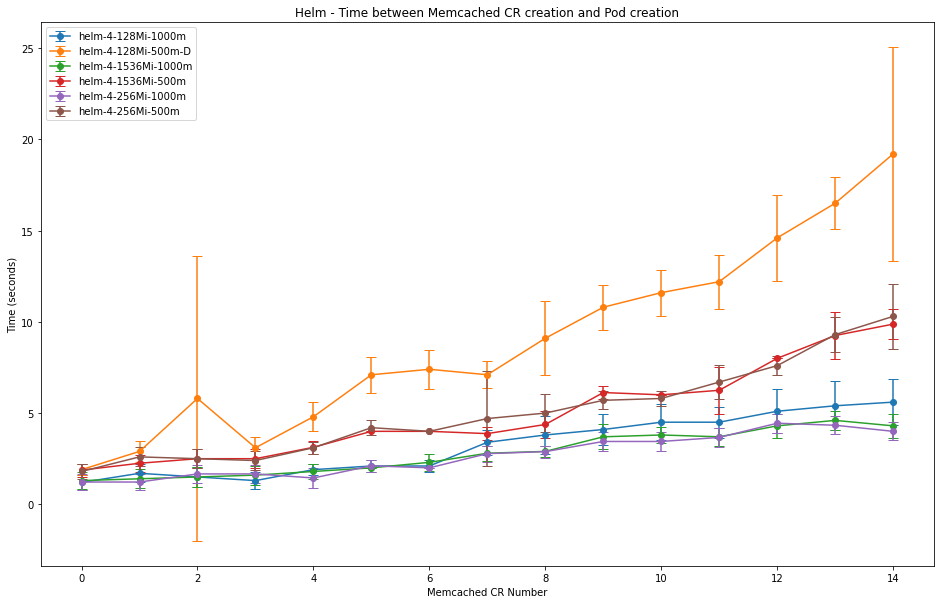 Helm - Time between Memcached CR creation and Pod creation
helm-4-128Mi-1000m
helm-4-128Mi-500m-D
helm-4-1536Mi-1000m
helm-4-1536Mi-500m
helm-4-256Mi-1000m
helm-4-256Mi-500m
Time (seconds)
25
20
15
10
5
0
0 2 4 6 8 10 12 14
Memcached CR Number